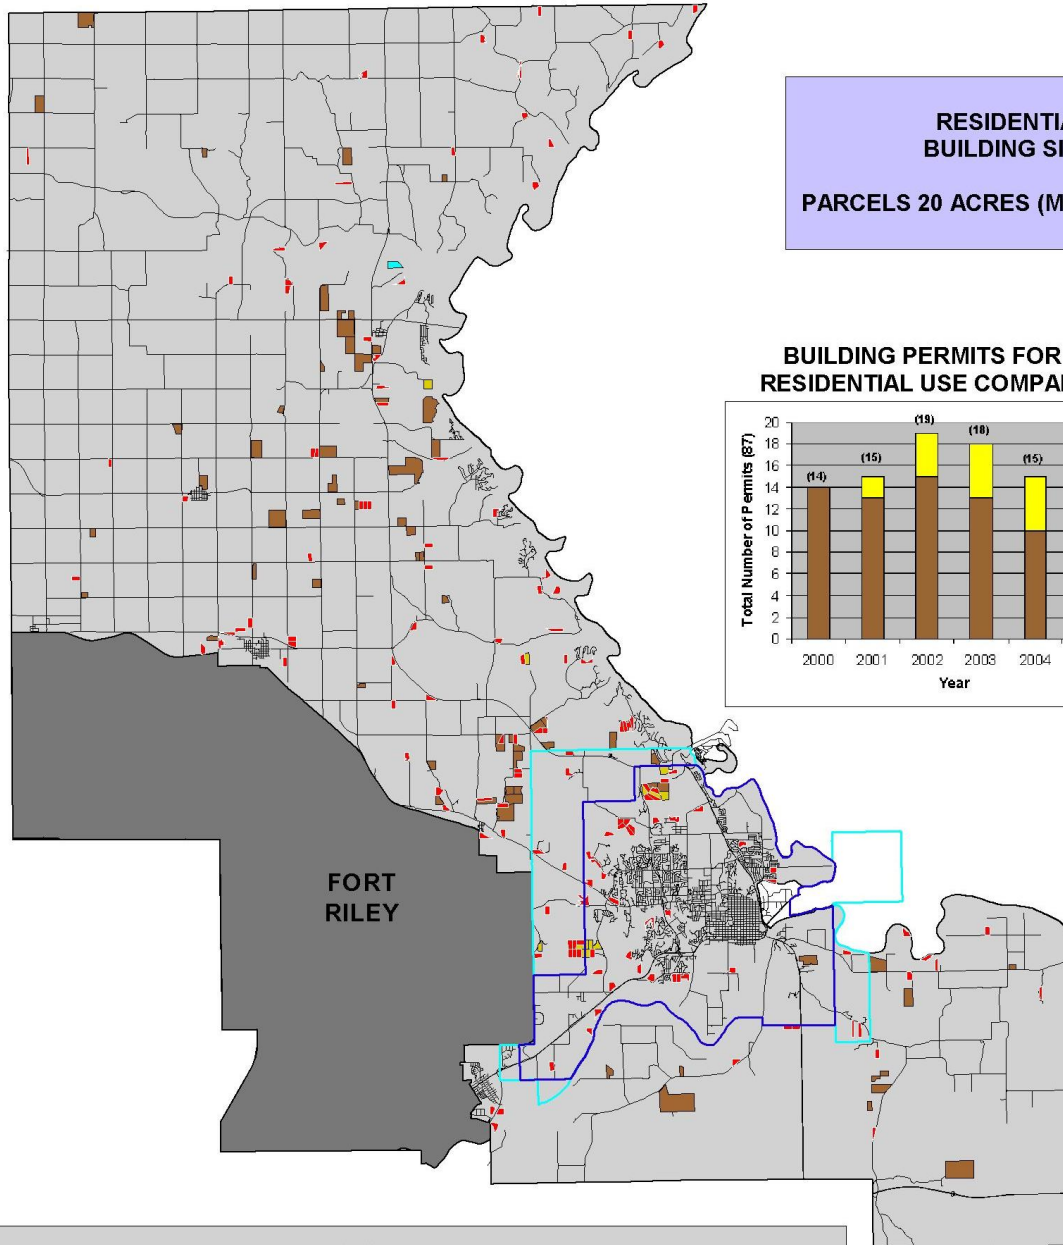 RESIDENTIA
BUILDING SI
PARCELS 20 ACRES (M
BUILDING PERMITS FOR
RESIDENTIAL USE COMPA
Total Number of Permits (87)
20
18
16
14
12
10
8
6
4
2
0
(14)
(15)
(19)
(18)
(15)
2000 2001 2002 2003 2004
Year
FORT
RILEY